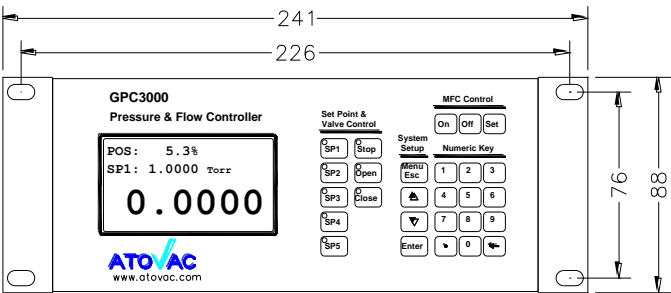 241
226
GPC3000
Pressure & Flow Controller
POS: 5.3%
SP1: 1.0000 Torr
0.0000
ATOVAC
www.atovac.com
Set Point &
Valve Control
SP1 Stop
SP2 Open
SP3 Close
SP4
SP5
System
Setup
Menu
Esc
Enter
MFC Control
On Off Set
Numeric Key
1 2 3
4 5 6
7 8 9
0
76
88